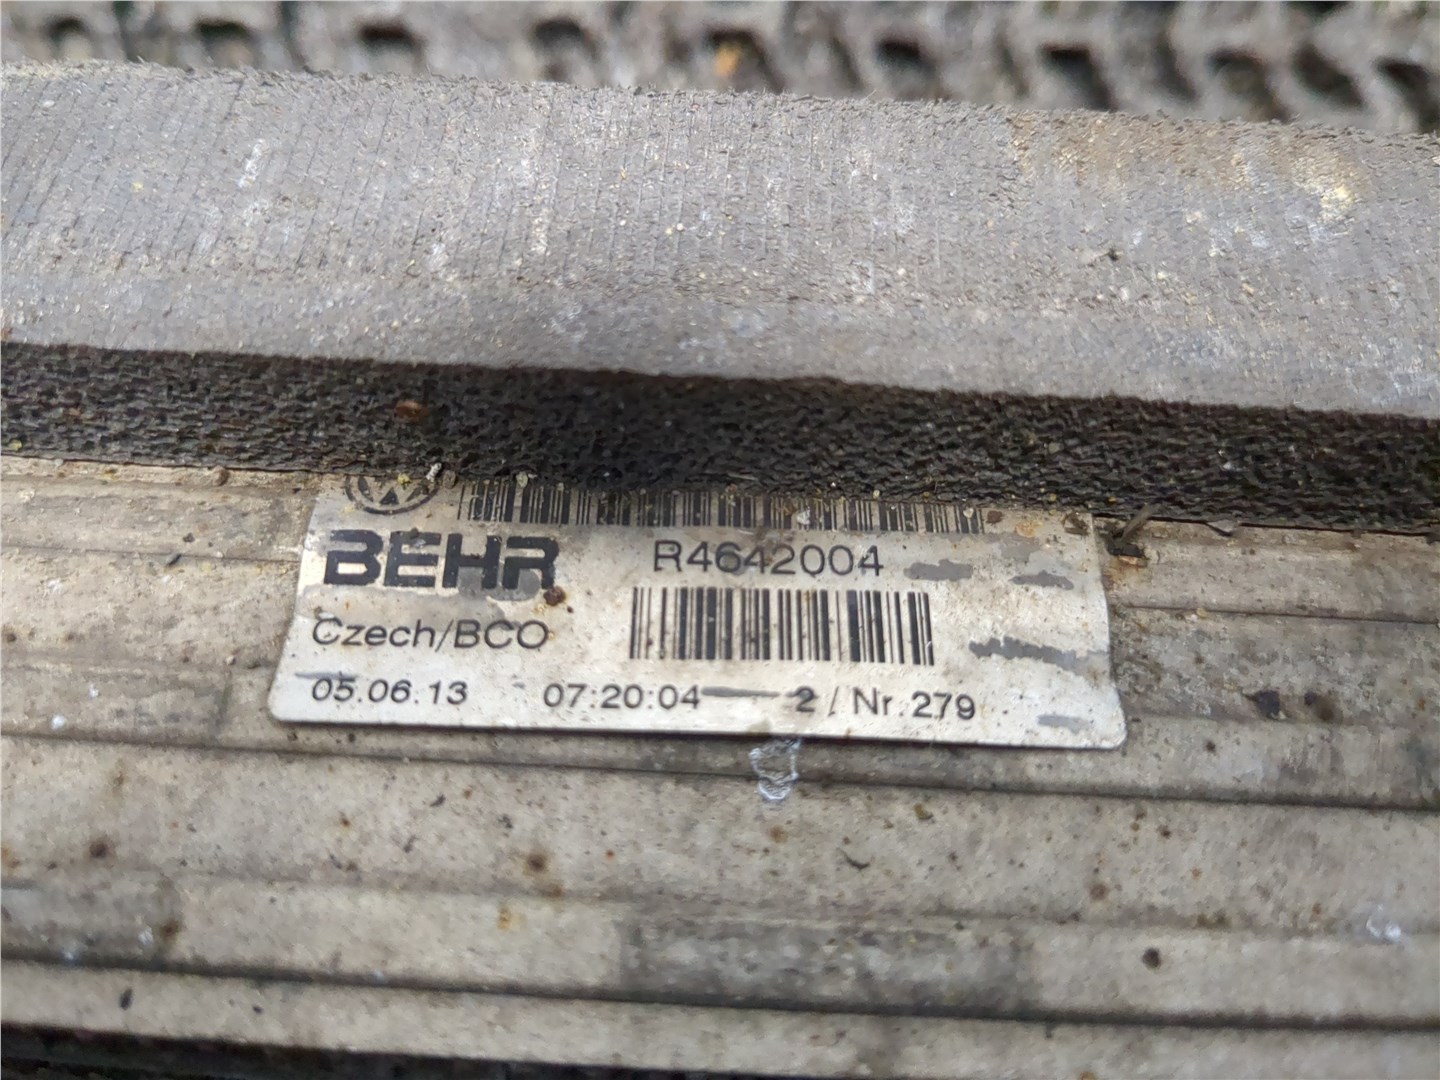 BEHR R4642004
Czech/BCO
05.06.13 07:20:04 2 / Nr. 279